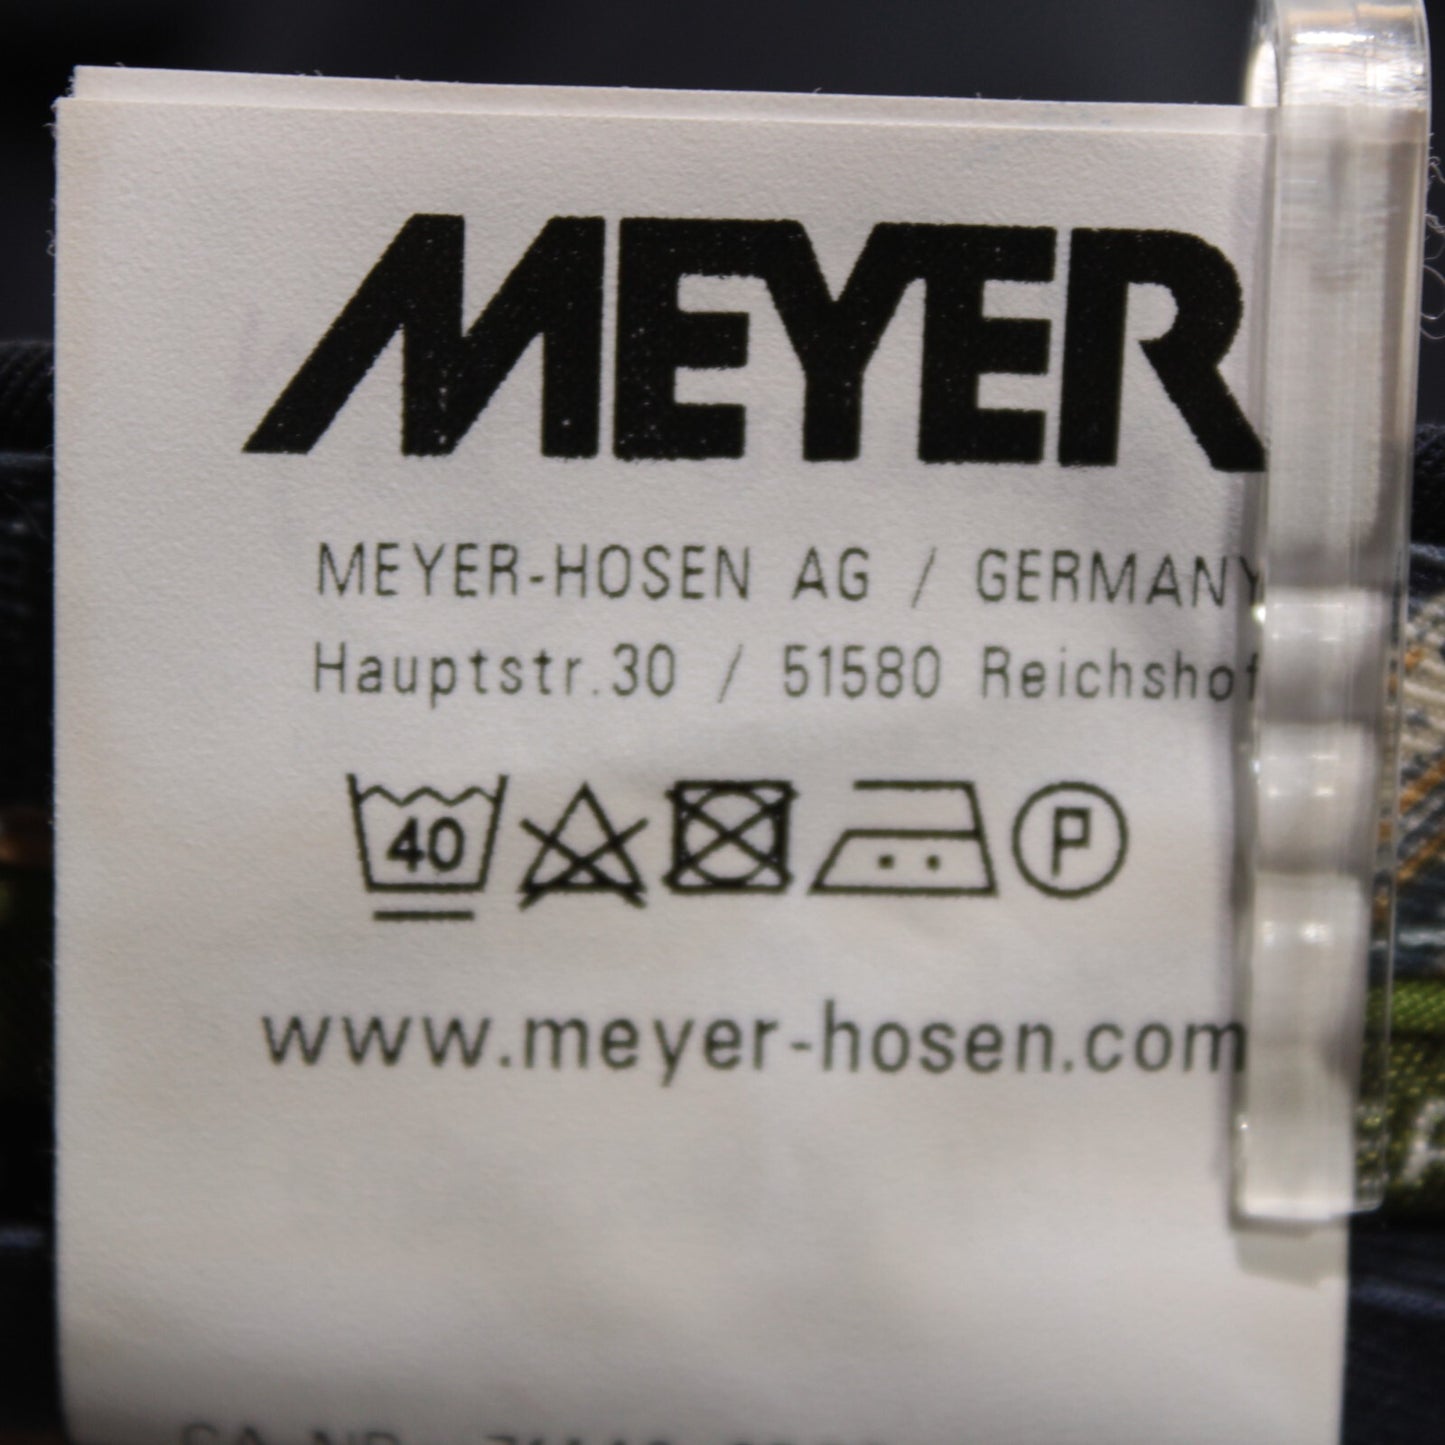 MEYER
MEYER-HOSEN AG / GERMANY
Hauptstr.30 / 51580 Reichshof
40
P
www.meyer-hosen.com